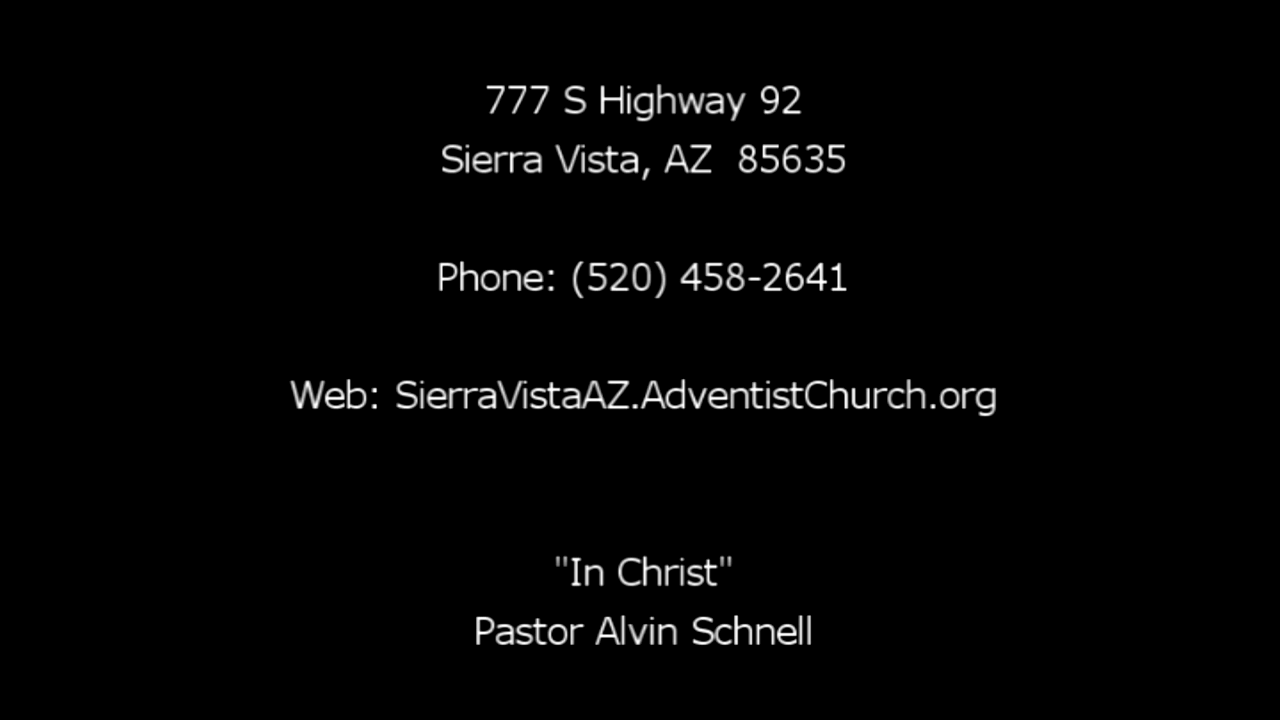 777 S Highway 92
Sierra Vista, AZ  85635
Phone: (520) 458-2641
Web: SierraVistaAZ.AdventistChurch.org
"In Christ"
Pastor Alvin Schnell